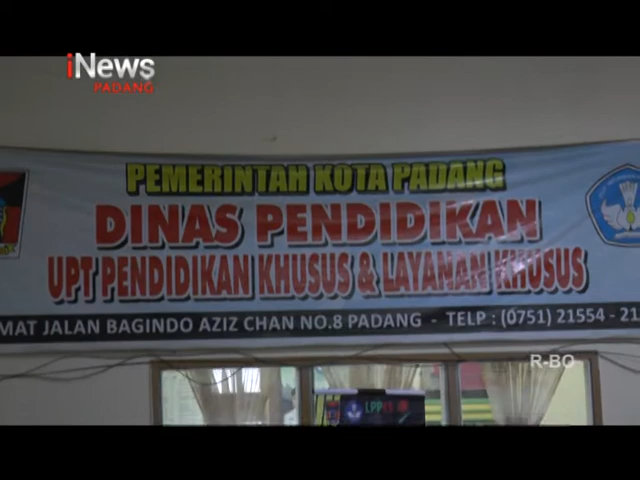 iNews
PADANG
PEMERINTAH KOTA PADANG
DINAS PENDIDIKAN
UPT PENDIDIKAN KHUSUS & LAYANAN KHUSUS
MAT JALAN BAGINDO AZIZ CHAN NO.8 PADANG - TELP : (0751) 21554 - 21
R-BO